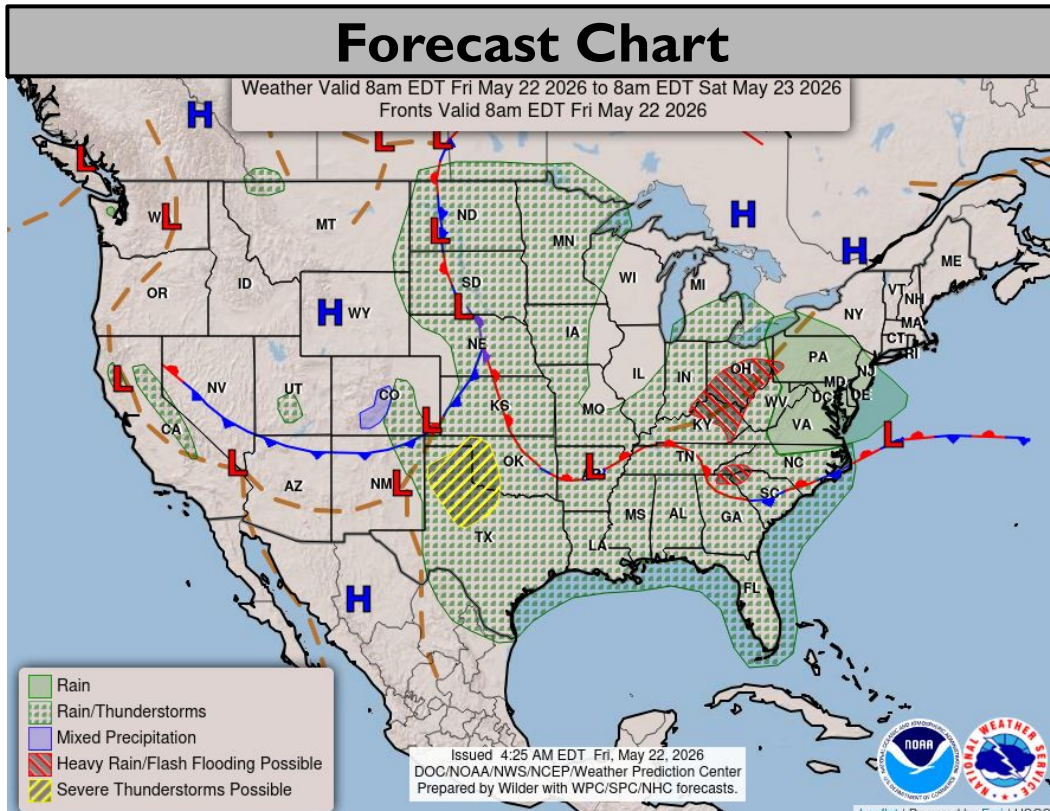 Forecast Chart
Weather Valid 8am EDT Fri May 22 2026 to 8am EDT Sat May 23 2026
Fronts Valid 8am EDT Fri May 22 2026
H
L
L
L
W
L
MT
ND
L
MN
H
H
ME
OR
ID
SD
WI
MI
VT
NH
H
WY
L
NY
MA
CT
RI
NE
IA
PA
NJ
L
NV
UT
CO
IL
IN
OH
MD
DE
DC
WV
CA
L
KS
MO
KY
VA
L
L
AZ
NM
L
OK
L
TN
NC
SC
TX
MS
AL
GA
LA
H
FL
Rain
Rain/Thunderstorms
Mixed Precipitation
Heavy Rain/Flash Flooding Possible
Severe Thunderstorms Possible
Issued 4:25 AM EDT Fri, May 22, 2026
DOC/NOAA/NWS/NCEP/Weather Prediction Center
Prepared by Wilder with WPC/SPC/NHC forecasts.
NOAA
NATIONAL WEATHER SERVICE